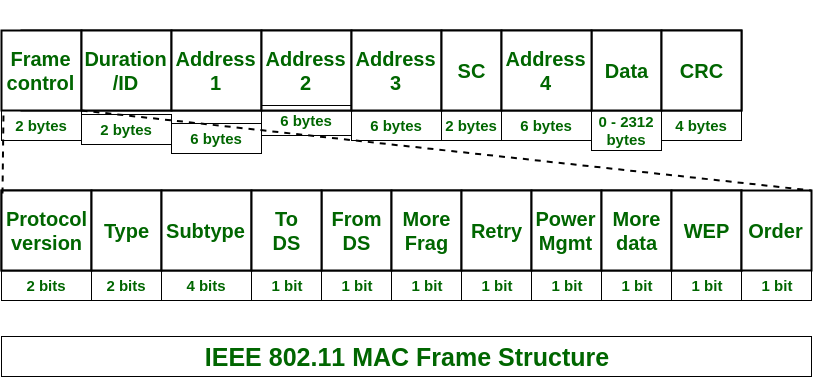 Frame control
Duration /ID
Address 1
Address 2
Address 3
SC
Address 4
Data
CRC
2 bytes
2 bytes
6 bytes
6 bytes
6 bytes
2 bytes
6 bytes
0 - 2312 bytes
4 bytes
Protocol version
Type
Subtype
To DS
From DS
More Frag
Retry
Power Mgmt
More data
WEP
Order
2 bits
2 bits
4 bits
1 bit
1 bit
1 bit
1 bit
1 bit
1 bit
1 bit
1 bit
IEEE 802.11 MAC Frame Structure